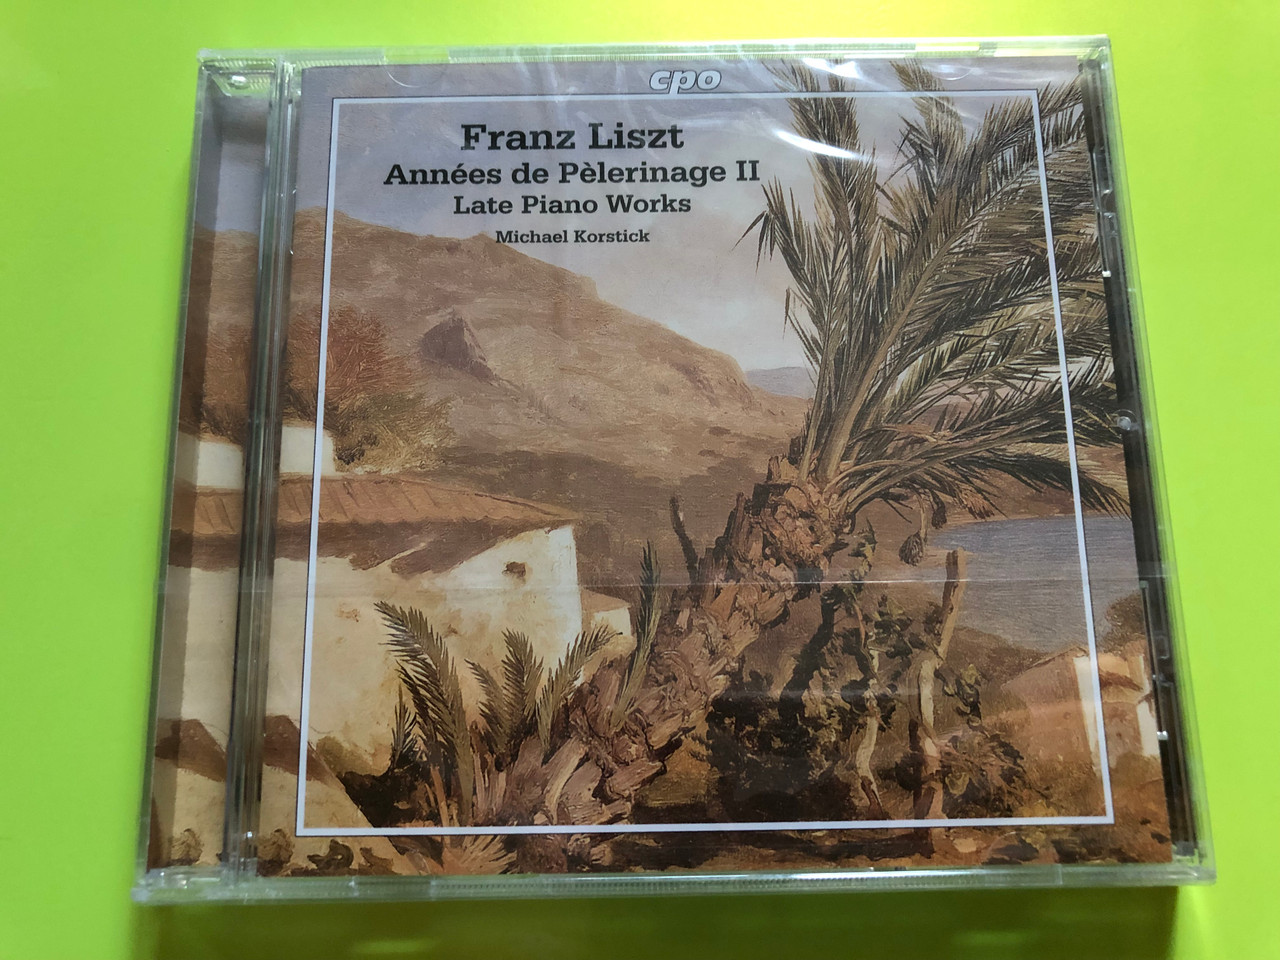 cpo
Franz Liszt
Années de Pèlerinage II
Late Piano Works
Michael Korstick